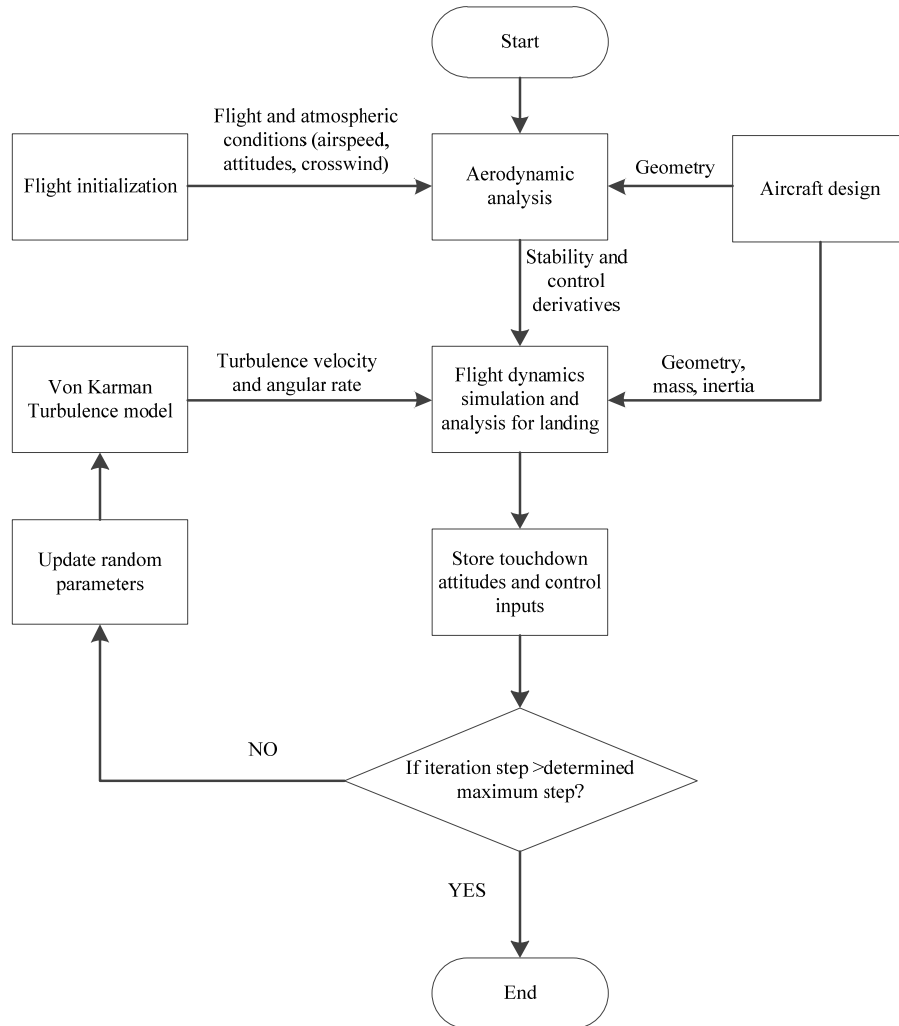 Start
Flight and atmospheric
conditions (airspeed,
attitudes, crosswind)
Flight initialization
Aerodynamic
analysis
Geometry
Aircraft design
Stability and
control
derivatives
Von Karman
Turbulence model
Turbulence velocity
and angular rate
Flight dynamics
simulation and
analysis for landing
Geometry,
mass, inertia
Update random
parameters
Store touchdown
attitudes and control
inputs
NO
If iteration step >determined
maximum step?
YES
End